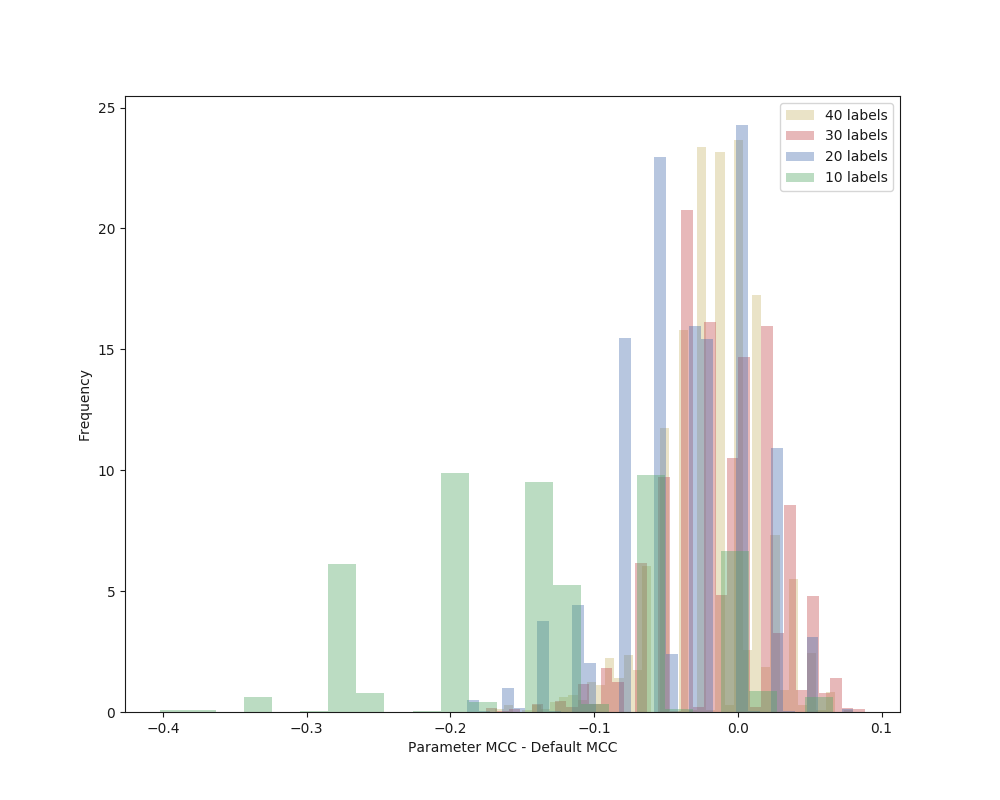 40 labels
30 labels
20 labels
10 labels
25
20
15
10
5
0
Frequency
−0.4 −0.3 −0.2 −0.1 0.0 0.1
Parameter MCC - Default MCC